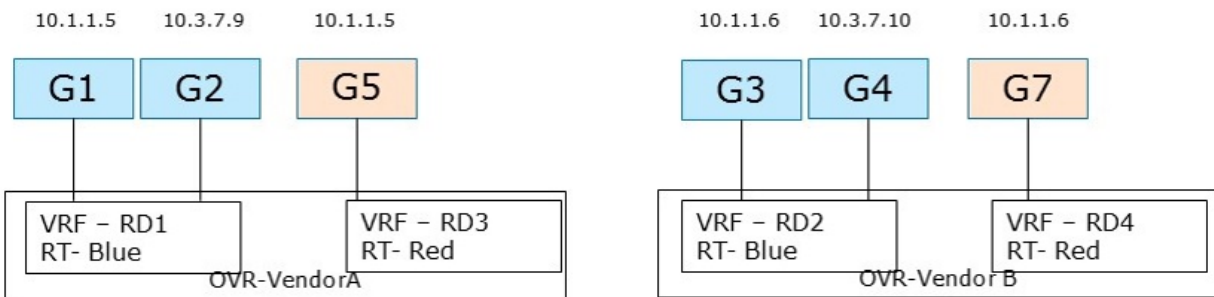 10.1.1.5 10.3.7.9 10.1.1.5 10.1.1.6 10.3.7.10 10.1.1.6
G1 G2 G5 G3 G4 G7
VRF – RD1 VRF – RD3 VRF – RD2 VRF – RD4
RT- Blue RT- Red RT- Blue RT- Red
OVR-VendorA OVR-Vendor B